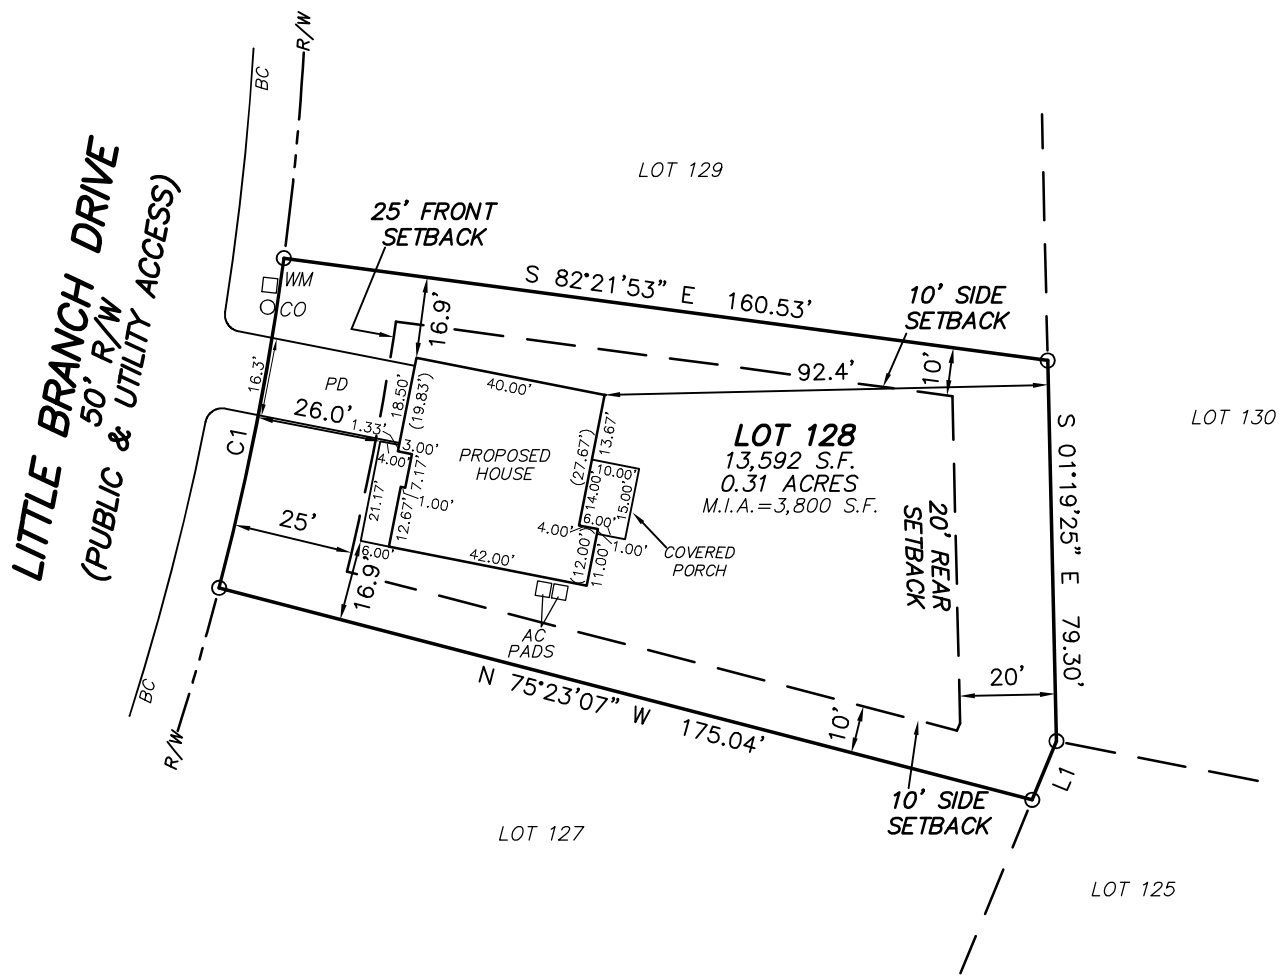 R/W
BC
LITTLE BRANCH DRIVE
50' R/W
(PUBLIC & UTILITY ACCESS)
LOT 129
25' FRONT
SETBACK
WM
CO
S 82°21'53" E 160.53'
16.9'
10' SIDE
SETBACK
10'
92.4'
16.3'
PD
18.50'
(19.83')
40.00'
26.0'
1.33'
3.00'
4.00'
7.17'
C1
PROPOSED
HOUSE
13.67'
(27.67')
10.00'
14.00'
15.00'
6.00'
4.00'
1.00'
LOT 128
13,592 S.F.
0.31 ACRES
M.I.A.=3,800 S.F.
LOT 130
S 01°19'25" E 79.30'
20' REAR
SETBACK
21.17'
12.67'
1.00'
25'
6.00'
16.9'
42.00'
(12.00')
11.00'
COVERED
PORCH
AC
PADS
20'
N 75°23'07" W 175.04'
10'
10' SIDE
SETBACK
L1
BC
R/W
LOT 127
LOT 125